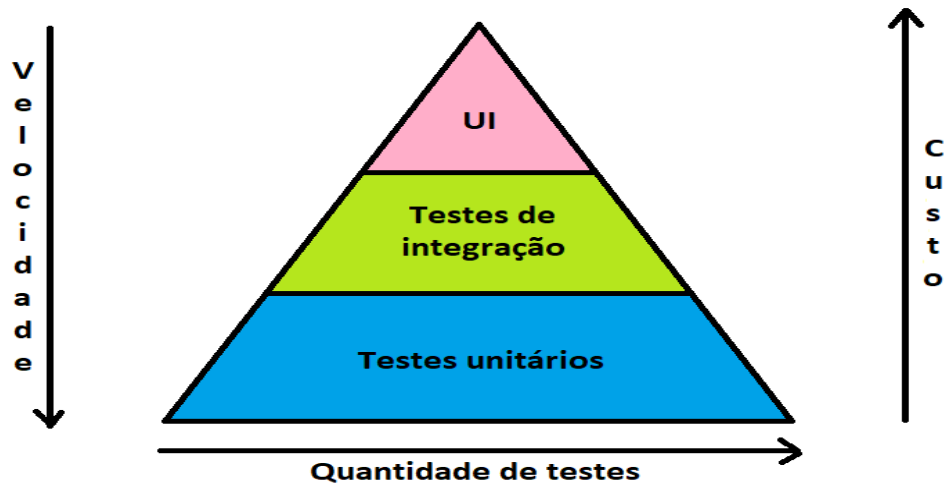 Velocidade
UI
Testes de
integração
Testes unitários
Custo
Quantidade de testes